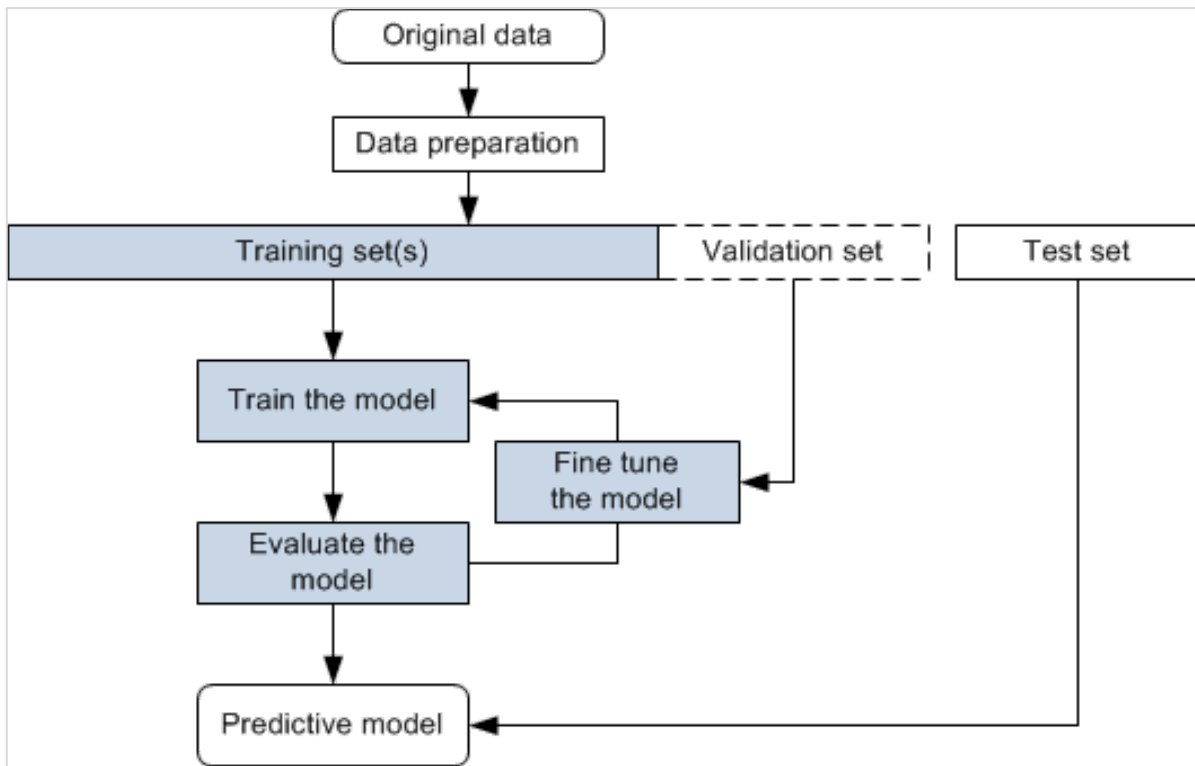 Original data
Data preparation
Training set(s)
Validation set
Test set
Train the model
Fine tune
the model
Evaluate the
model
Predictive model